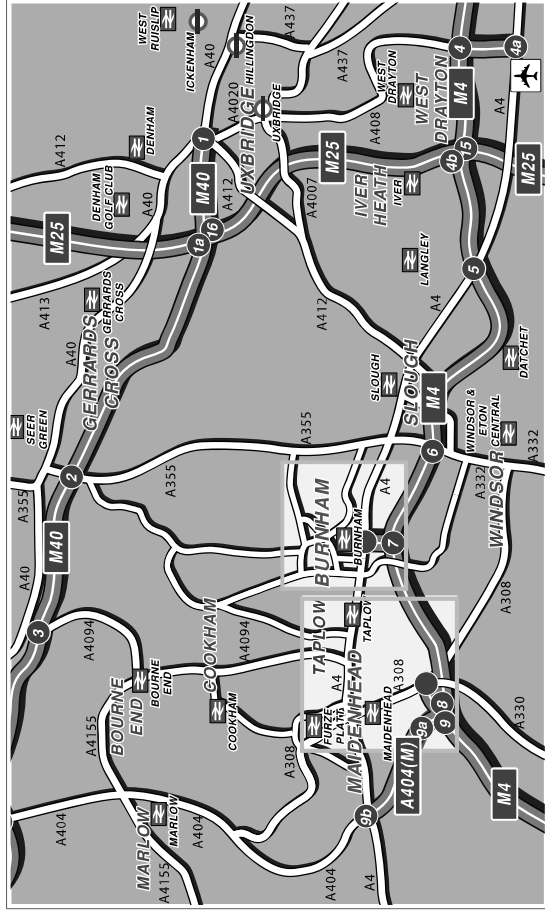 A404
A4155
MARLOW
MARLOW
A404
A4155
A404
A4
9b
A404(M)
M4
BOURNE
END
BOURNE
END
A4094
3
A40
M40
A355
2
SEER
GREEN
COOKHAM
COOKHAM
A4094
A308
FURZE
PLATT
MAIDENHEAD
MAIDENHEAD
9a
9
8
A308
A330
TAPLOW
A4
TAPLOV
BURNHAM
BURNHAM
A4
7
A308
A355
A355
6
A332
A332
WINDSOR
WINDSOR &
ETON
CENTRAL
SLOUGH
SLOUGH
M4
DATCHET
A4
5
LANGLEY
A412
GERRARDS
CROSS
GERRARDS
CROSS
A40
A413
M25
1a
16
M40
A412
DENHAM
GOLF CLUB
DENHAM
A40
A412
1
UXBRIDGE
UXBRIDGE
A4007
A4020
A40
WEST
RUISLIP
ICKENHAM
HILLINGDON
A437
A437
M25
IVER
HEATH
IVER
A408
WEST
DRAYTON
WEST
DRAYTON
4b
5
M4
4
4a
A4
M25